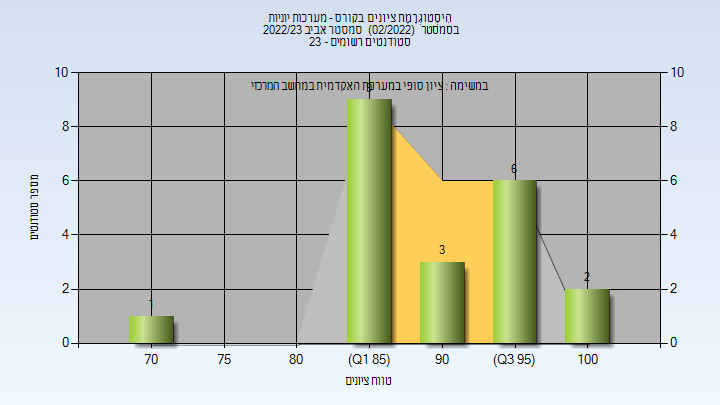 היסטוגרמת ציונים בקורס - מערכות יוניות
בסמסטר (02/2022) סמסטר אביב 2022/23
סטודנטים רשומים - 23
במשימה : ציון סופי במערכת האקדמית במחשב המרכזי
10
8
6
4
2
0
10
8
6
4
2
0
מספר סטודנטים
1
9
3
6
2
70
75
80
(Q1 85)
90
(Q3 95)
100
טווח ציונים